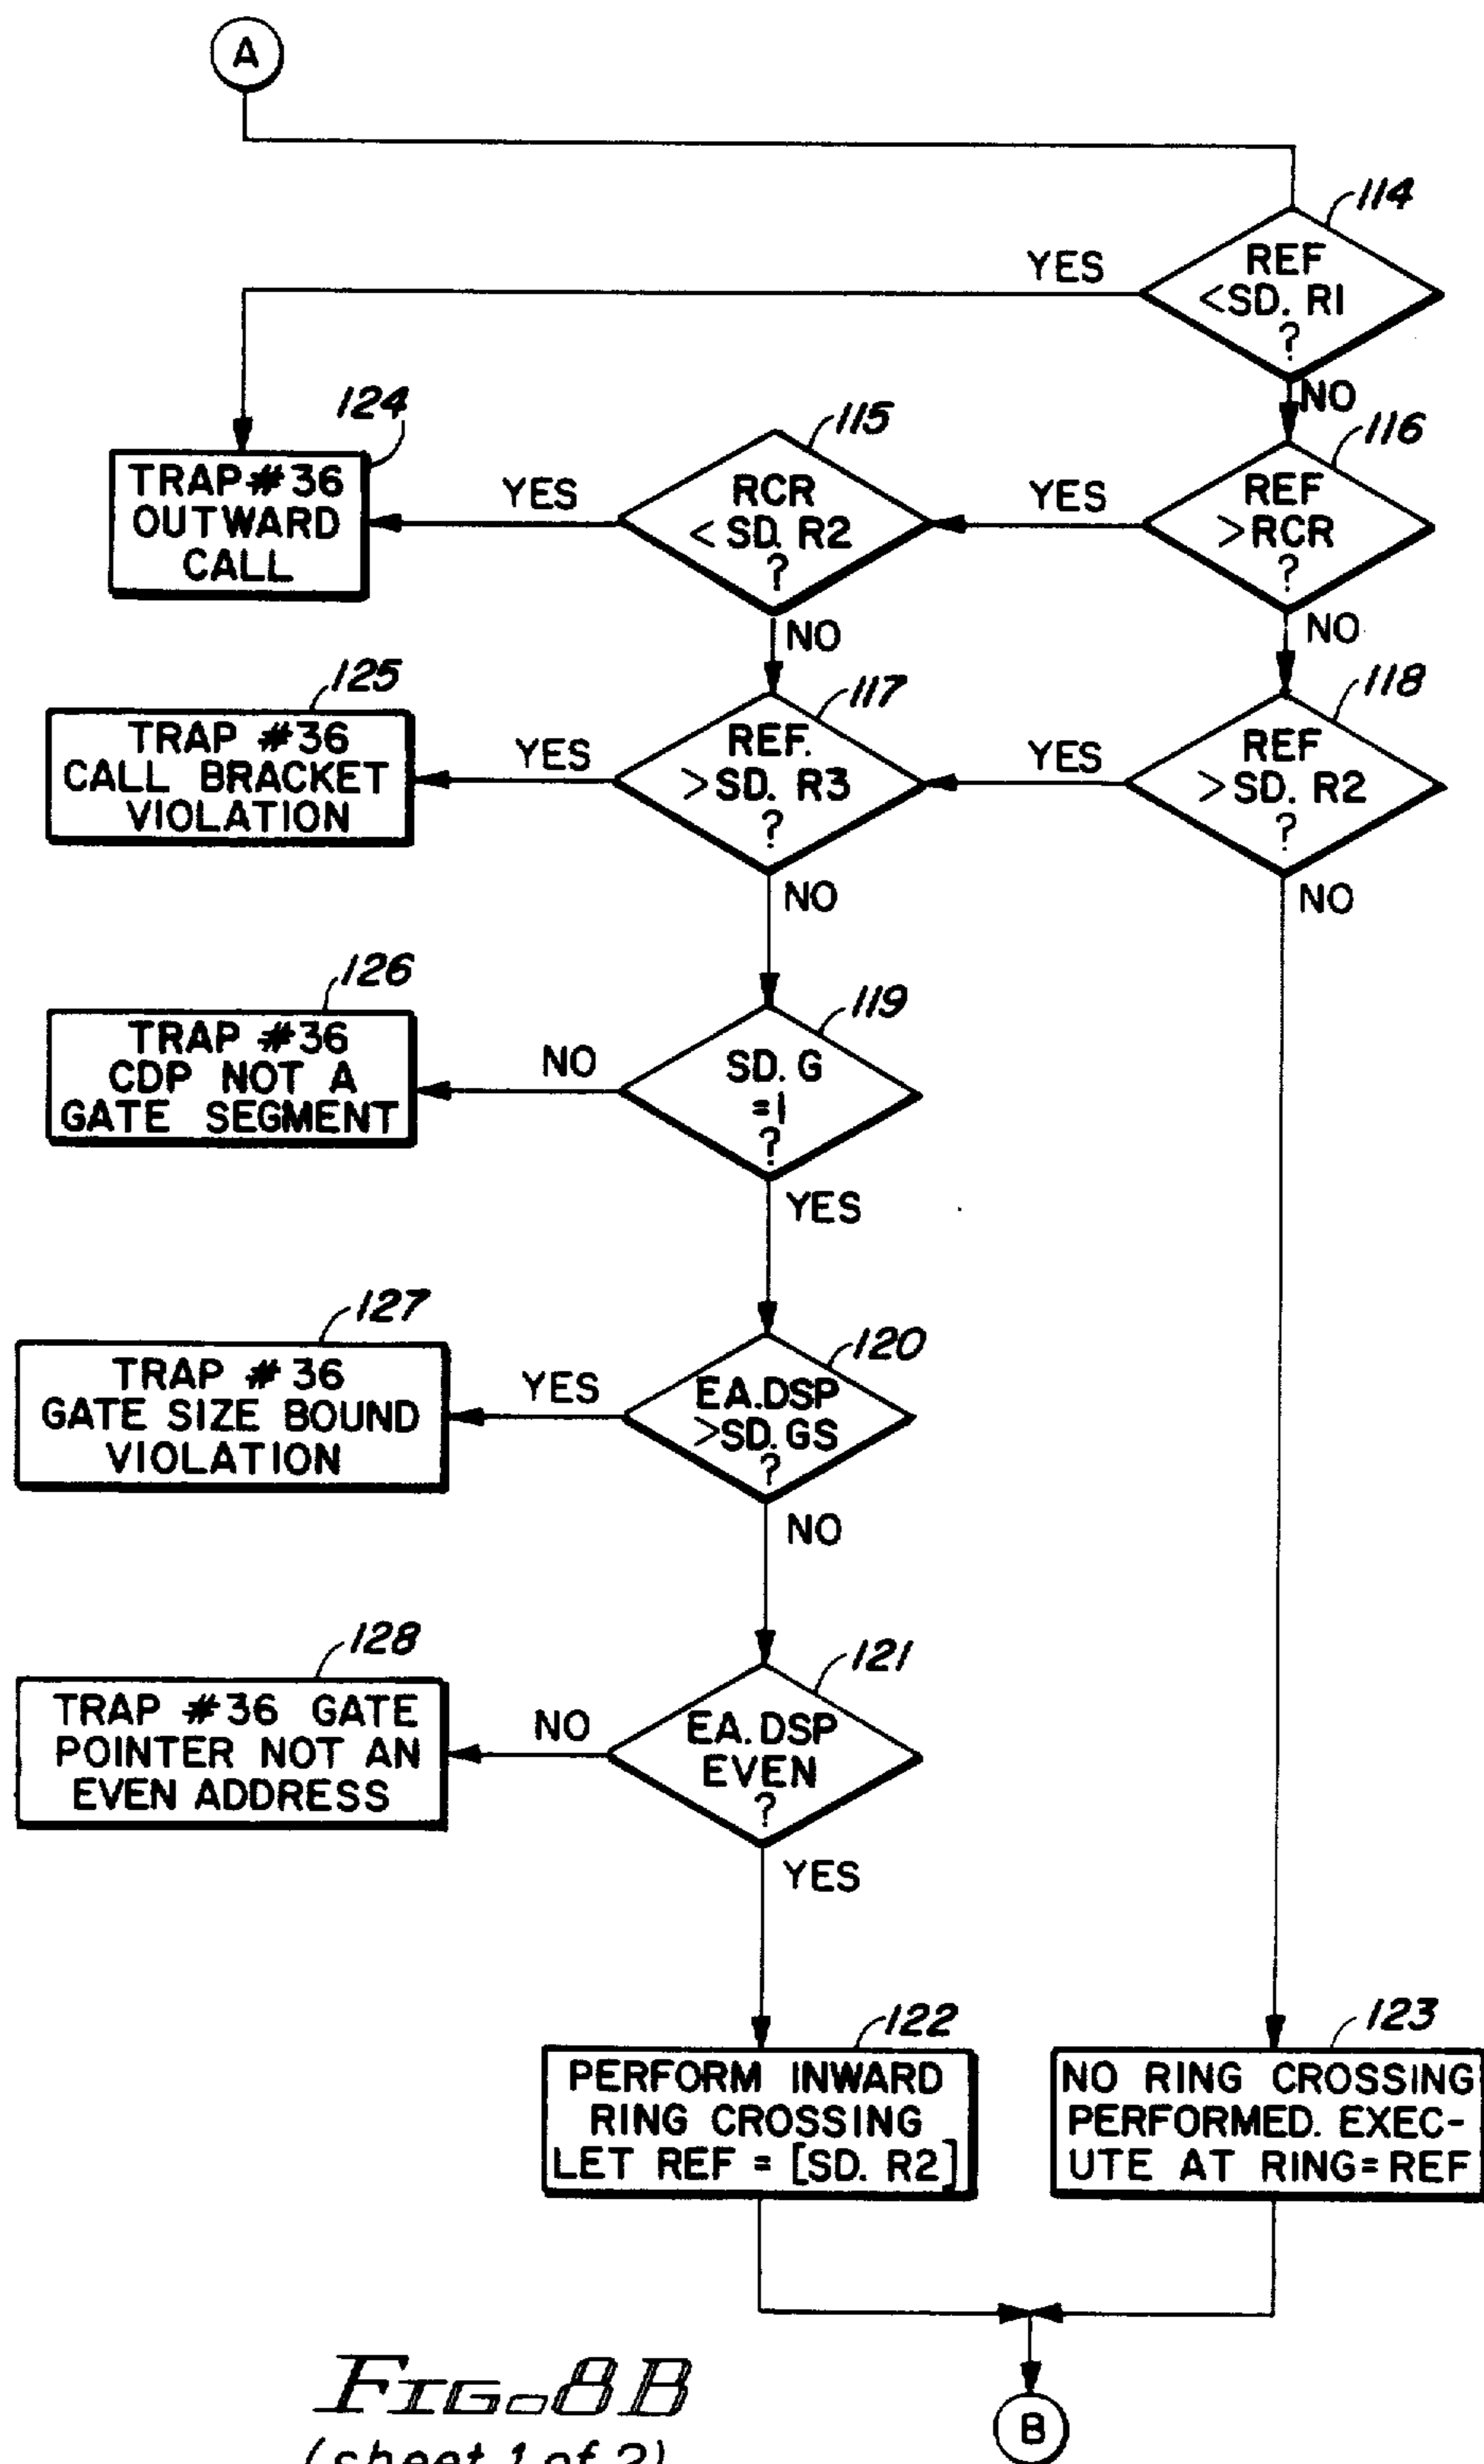 A
114
REF
<SD. R1
?
YES
NO
124
TRAP #36
OUTWARD
CALL
YES
115
RCR
< SD. R2
?
YES
116
REF
>RCR
?
NO
NO
125
TRAP #36
CALL BRACKET
VIOLATION
YES
117
REF.
>SD. R3
?
YES
118
REF
>SD. R2
?
NO
NO
126
TRAP #36
CDP NOT A
GATE SEGMENT
NO
119
SD. G
=1
?
YES
127
TRAP #36
GATE SIZE BOUND
VIOLATION
YES
120
EA.DSP
>SD.GS
?
NO
128
TRAP #36 GATE
POINTER NOT AN
EVEN ADDRESS
NO
121
EA.DSP
EVEN
?
YES
122
PERFORM INWARD
RING CROSSING
LET REF = [SD. R2]
123
NO RING CROSSING
PERFORMED. EXEC-
UTE AT RING=REF
B
FIG. 8B
(sheet 1 of 2)